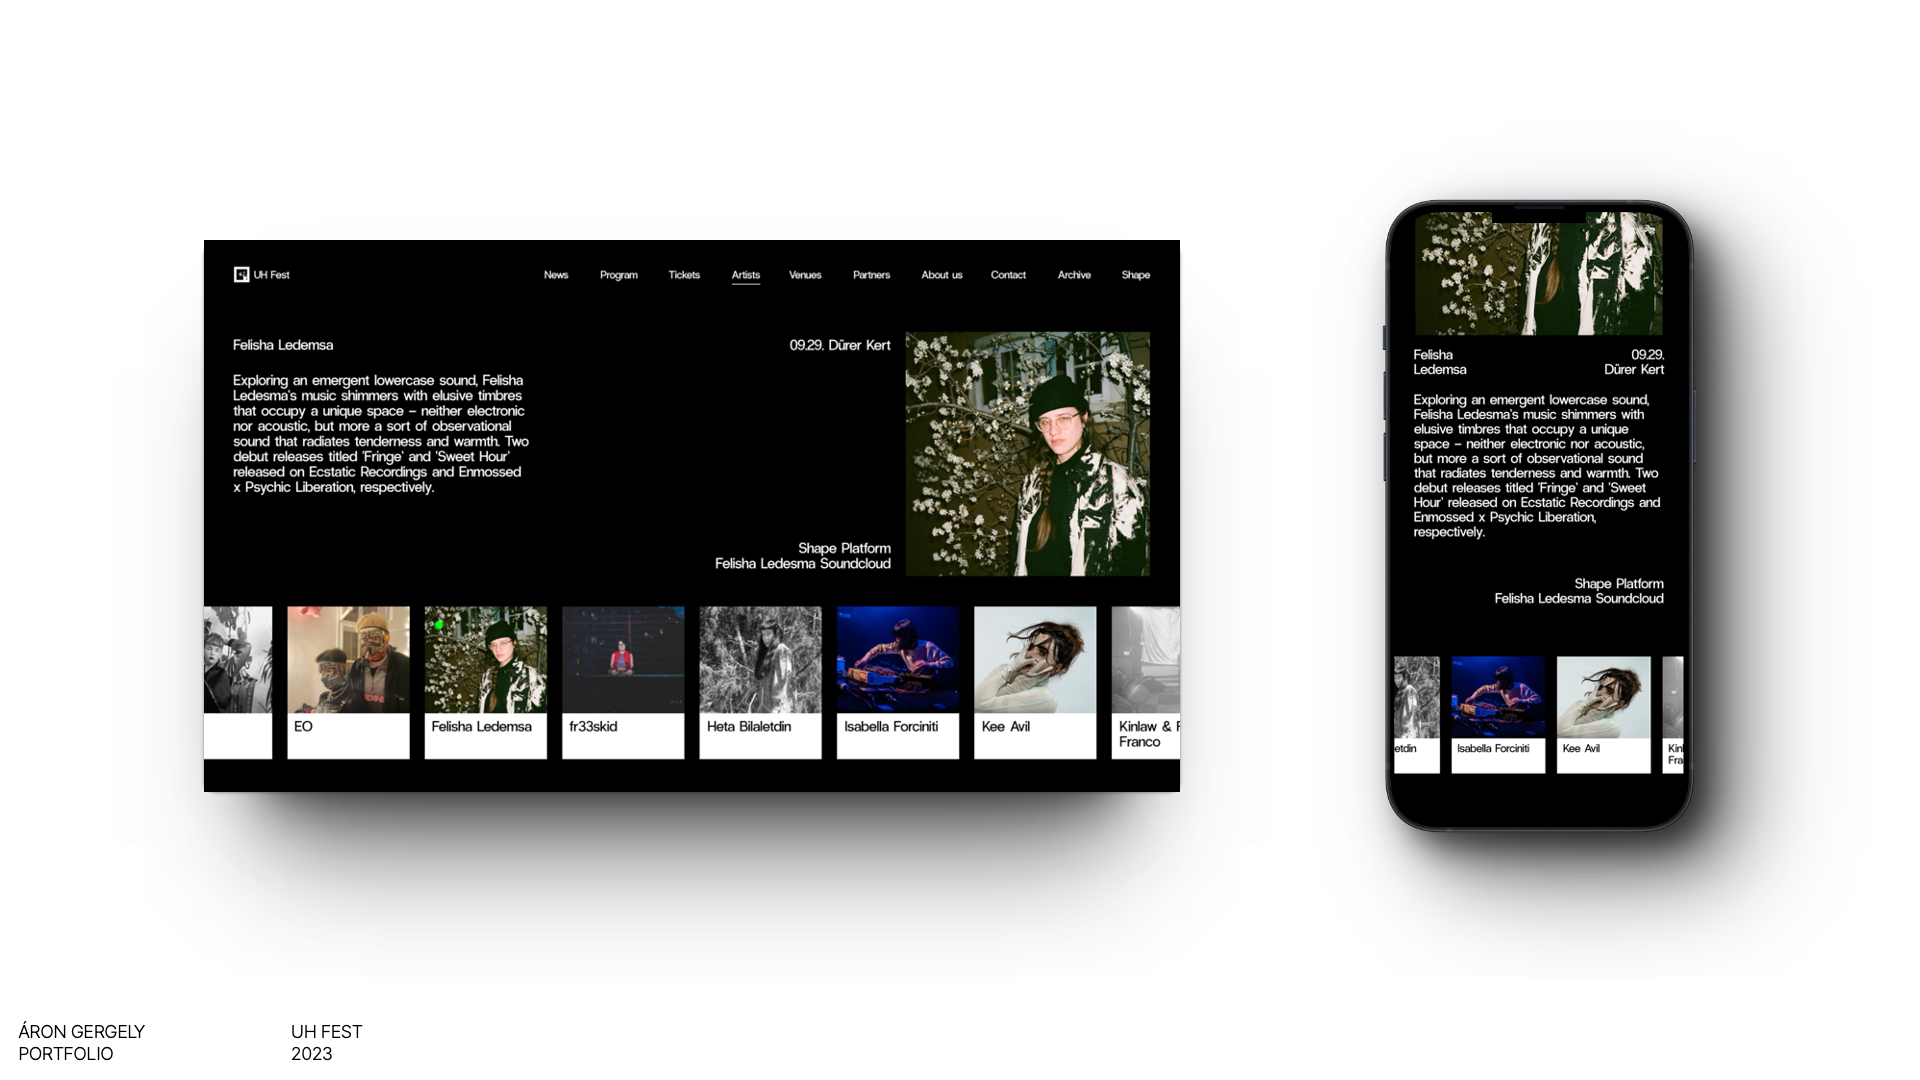 UH Fest
News Program Tickets Artists Venues Partners About us Contact Archive Shape
Felisha Ledemsa
09.29. Dürer Kert
Exploring an emergent lowercase sound, Felisha
Ledesma's music shimmers with elusive timbres
that occupy a unique space – neither electronic
nor acoustic, but more a sort of observational
sound that radiates tenderness and warmth. Two
debut releases titled 'Fringe' and 'Sweet Hour'
released on Ecstatic Recordings and Enmossed
x Psychic Liberation, respectively.
Shape Platform
Felisha Ledesma Soundcloud
EO
Felisha Ledemsa
fr33skid
Heta Bilaletdin
Isabella Forciniti
Kee Avil
Kinlaw & F
Franco
Felisha
Ledemsa
09.29.
Dürer Kert
Exploring an emergent lowercase sound,
Felisha Ledesma's music shimmers with
elusive timbres that occupy a unique
space – neither electronic nor acoustic,
but more a sort of observational sound
that radiates tenderness and warmth. Two
debut releases titled 'Fringe' and 'Sweet
Hour' released on Ecstatic Recordings and
Enmossed x Psychic Liberation,
respectively.
Shape Platform
Felisha Ledesma Soundcloud
etdin
Isabella Forciniti
Kee Avil
Kinl
Fra
ÁRON GERGELY
PORTFOLIO
UH FEST
2023